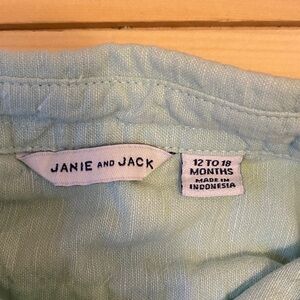 JANIE AND JACK
12 TO 18
MONTHS
MADE IN
INDONESIA